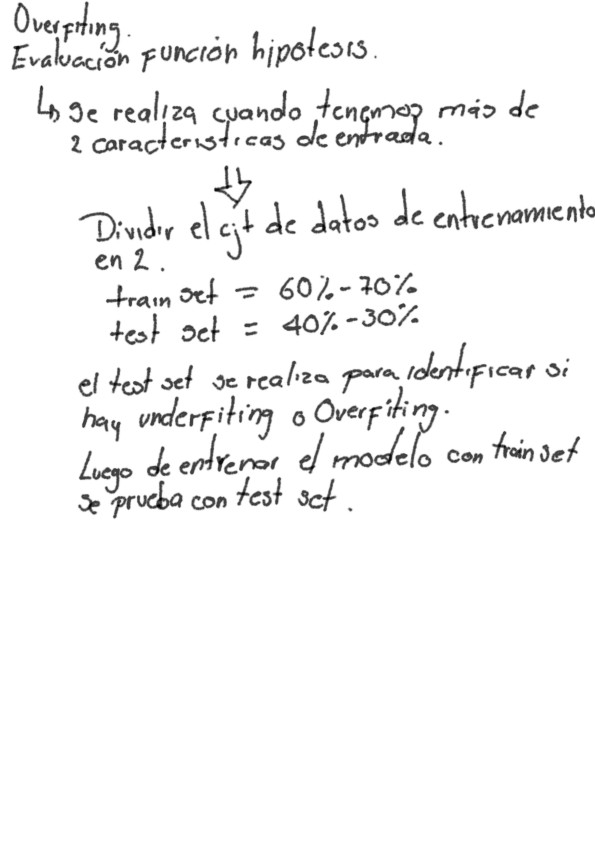 Overfiting.
Evaluación Función hipotesis.
↳ se realiza cuando tenemos más de
2 caracteristicas de entrada.
⇓
Dividir el cjt de datos de entrenamiento
en 2.
train set = 60%-70%
test set = 40%-30%
el test set se realiza para identificar si
hay underfiting o Overfiting.
Luego de entrenar el modelo con train set
se prueba con test set.